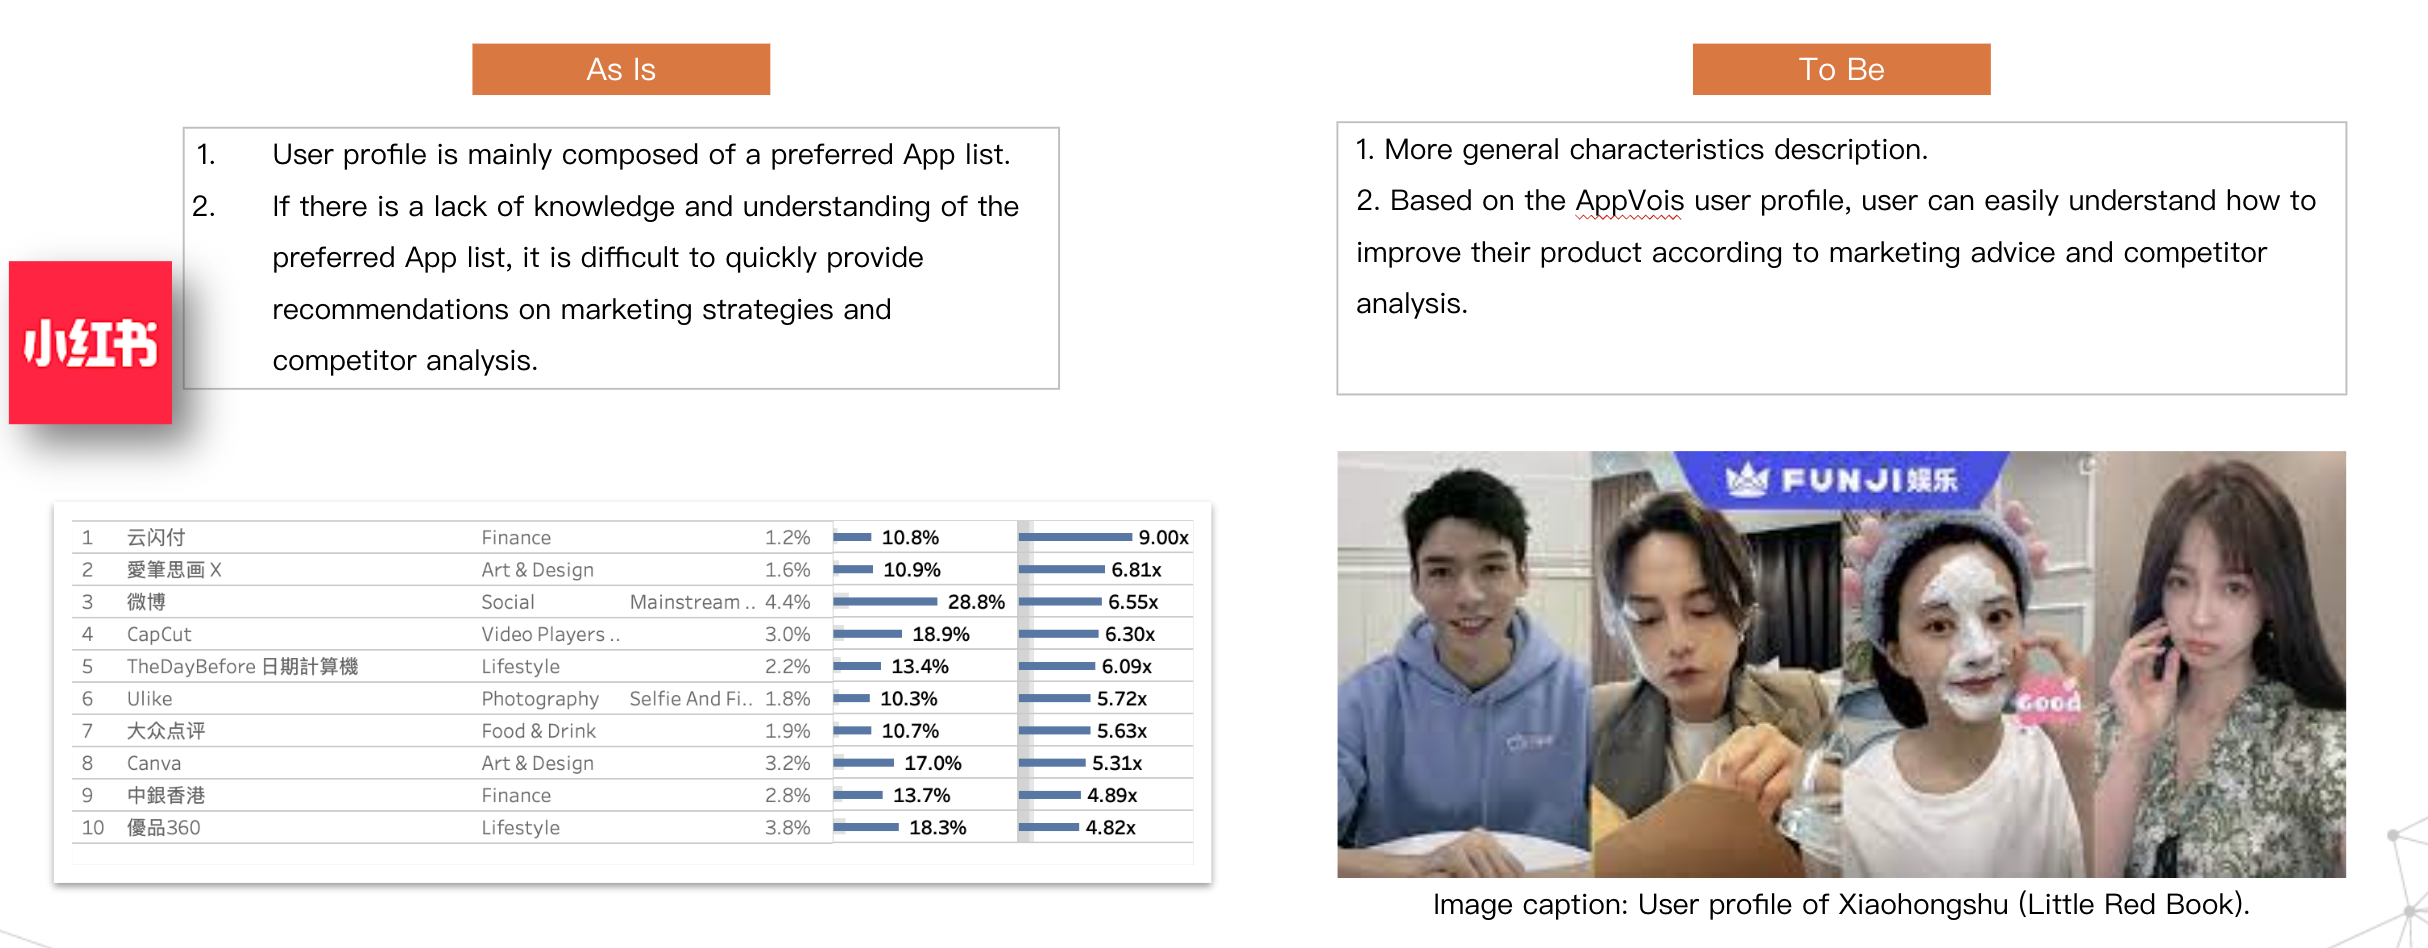 As Is
1. User profile is mainly composed of a preferred App list.
2. If there is a lack of knowledge and understanding of the
preferred App list, it is difficult to quickly provide
recommendations on marketing strategies and
competitor analysis.
小红书
1 云闪付 Finance 1.2% 10.8% 9.00x
2 愛筆思画 X Art & Design 1.6% 10.9% 6.81x
3 微博 Social Mainstream .. 4.4% 28.8% 6.55x
4 CapCut Video Players .. 3.0% 18.9% 6.30x
5 TheDayBefore 日期計算機 Lifestyle 2.2% 13.4% 6.09x
6 Ulike Photography Selfie And Fi.. 1.8% 10.3% 5.72x
7 大众点评 Food & Drink 1.9% 10.7% 5.63x
8 Canva Art & Design 3.2% 17.0% 5.31x
9 中銀香港 Finance 2.8% 13.7% 4.89x
10 優品360 Lifestyle 3.8% 18.3% 4.82x
To Be
1. More general characteristics description.
2. Based on the AppVois user profile, user can easily understand how to
improve their product according to marketing advice and competitor
analysis.
FUNJI娱乐
GOOD
Image caption: User profile of Xiaohongshu (Little Red Book).